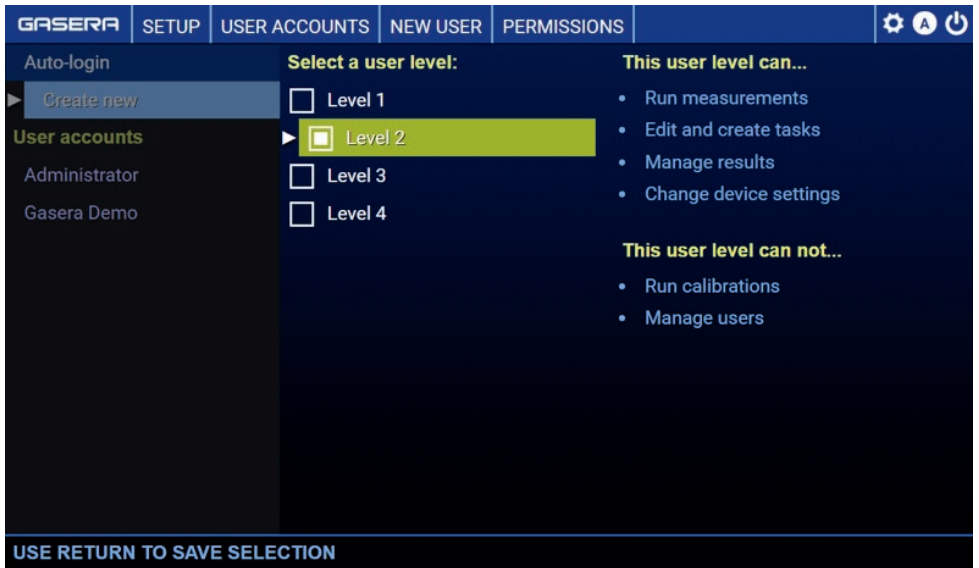 GASERA SETUP USER ACCOUNTS NEW USER PERMISSIONS A
Auto-login
Create new
User accounts
Administrator
Gasera Demo
Select a user level:
Level 1
Level 2
Level 3
Level 4
This user level can...
• Run measurements
• Edit and create tasks
• Manage results
• Change device settings
This user level can not...
• Run calibrations
• Manage users
USE RETURN TO SAVE SELECTION